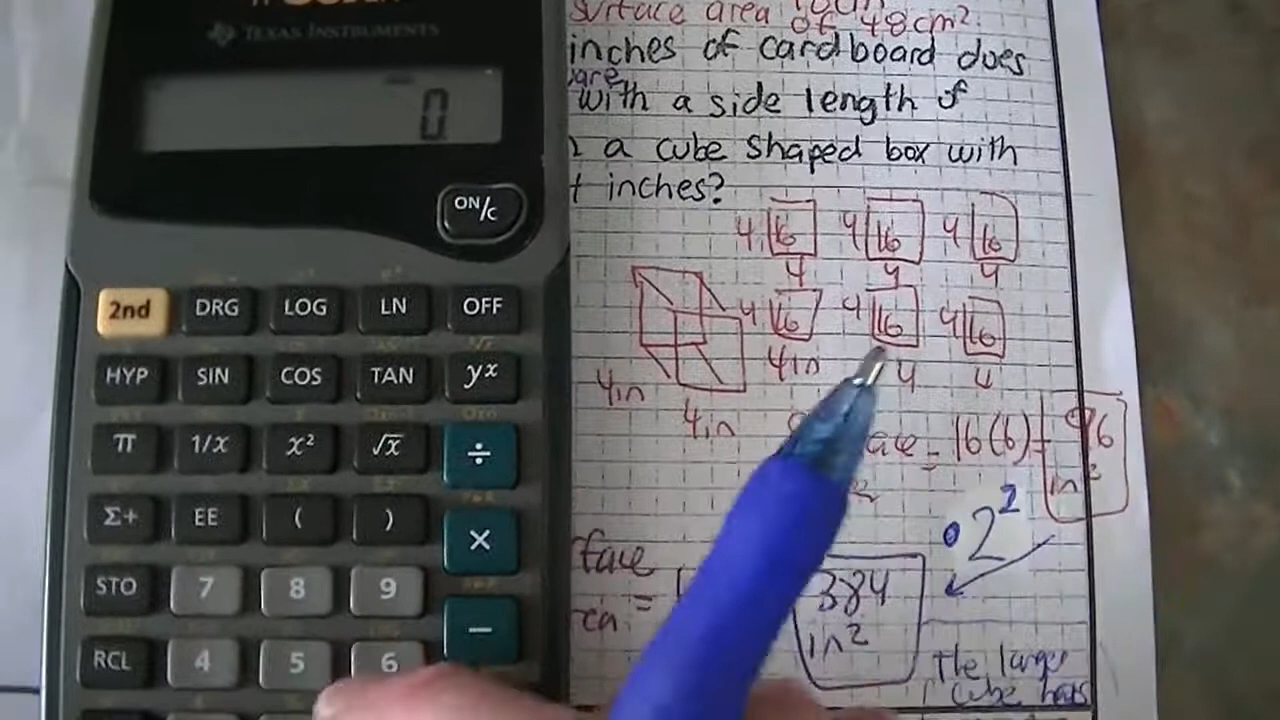 TEXAS INSTRUMENTS
0
ON/C
2nd DRG LOG LN OFF
HYP SIN COS TAN yx
π 1/x x² √x ÷
Σ+ EE ( ) ×
STO 7 8 9 −
RCL 4 5 6
surface area of 48cm².
inches of cardboard does
with a side length of
a cube shaped box with
inches?
4 16 4 16 4 16
4 4 4
4 16 4 16 4 16
4in 4 4
4in
4in
= 16(6) = 96
in²
•2²
face
= 384
in²
The larger
cube has